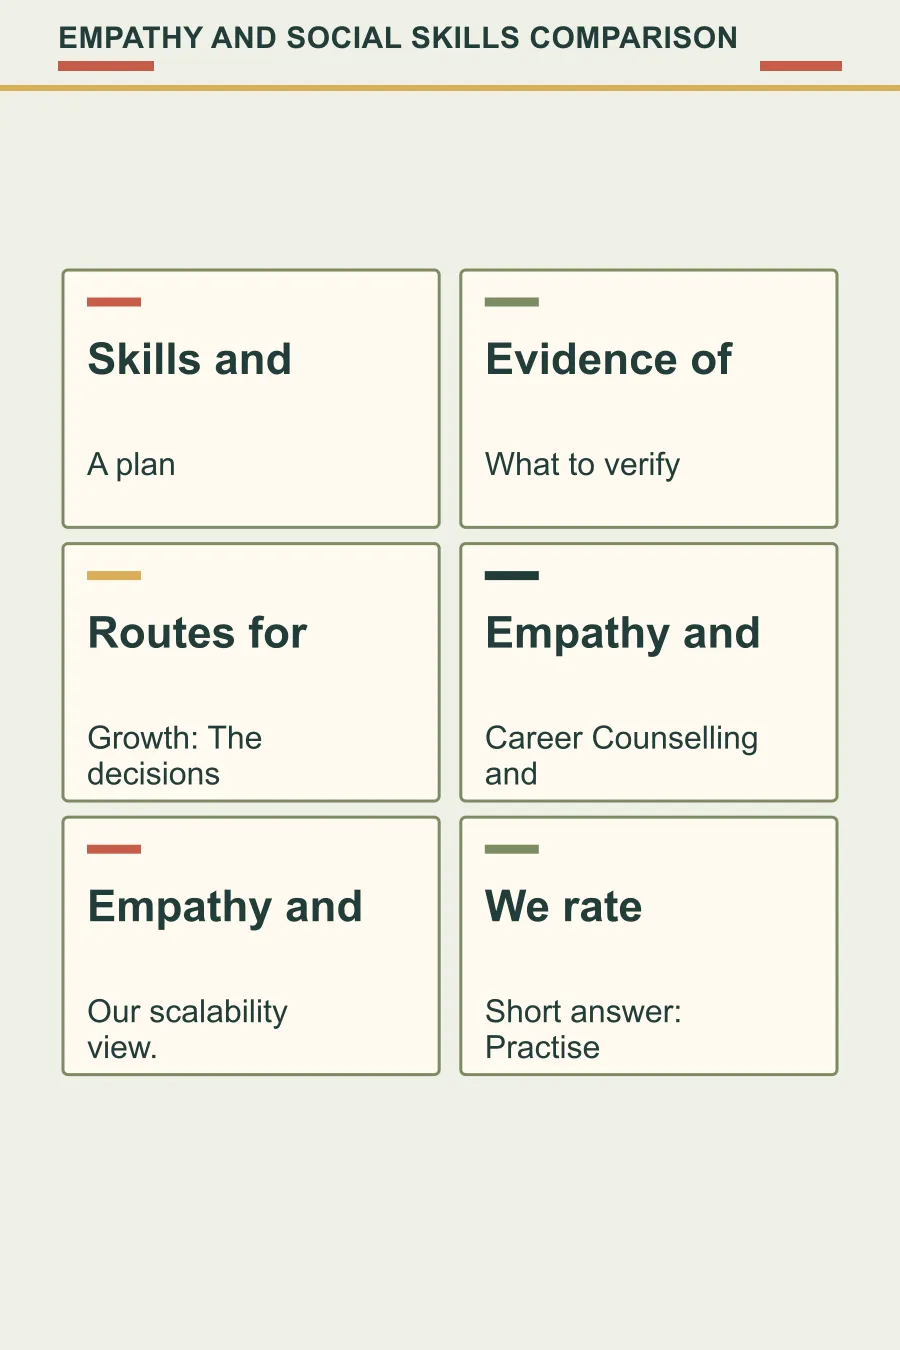 EMPATHY AND SOCIAL SKILLS COMPARISON
Skills and
A plan
Evidence of
What to verify
Routes for
Growth: The
decisions
Empathy and
Career Counselling
and
Empathy and
Our scalability
view.
We rate
Short answer:
Practise